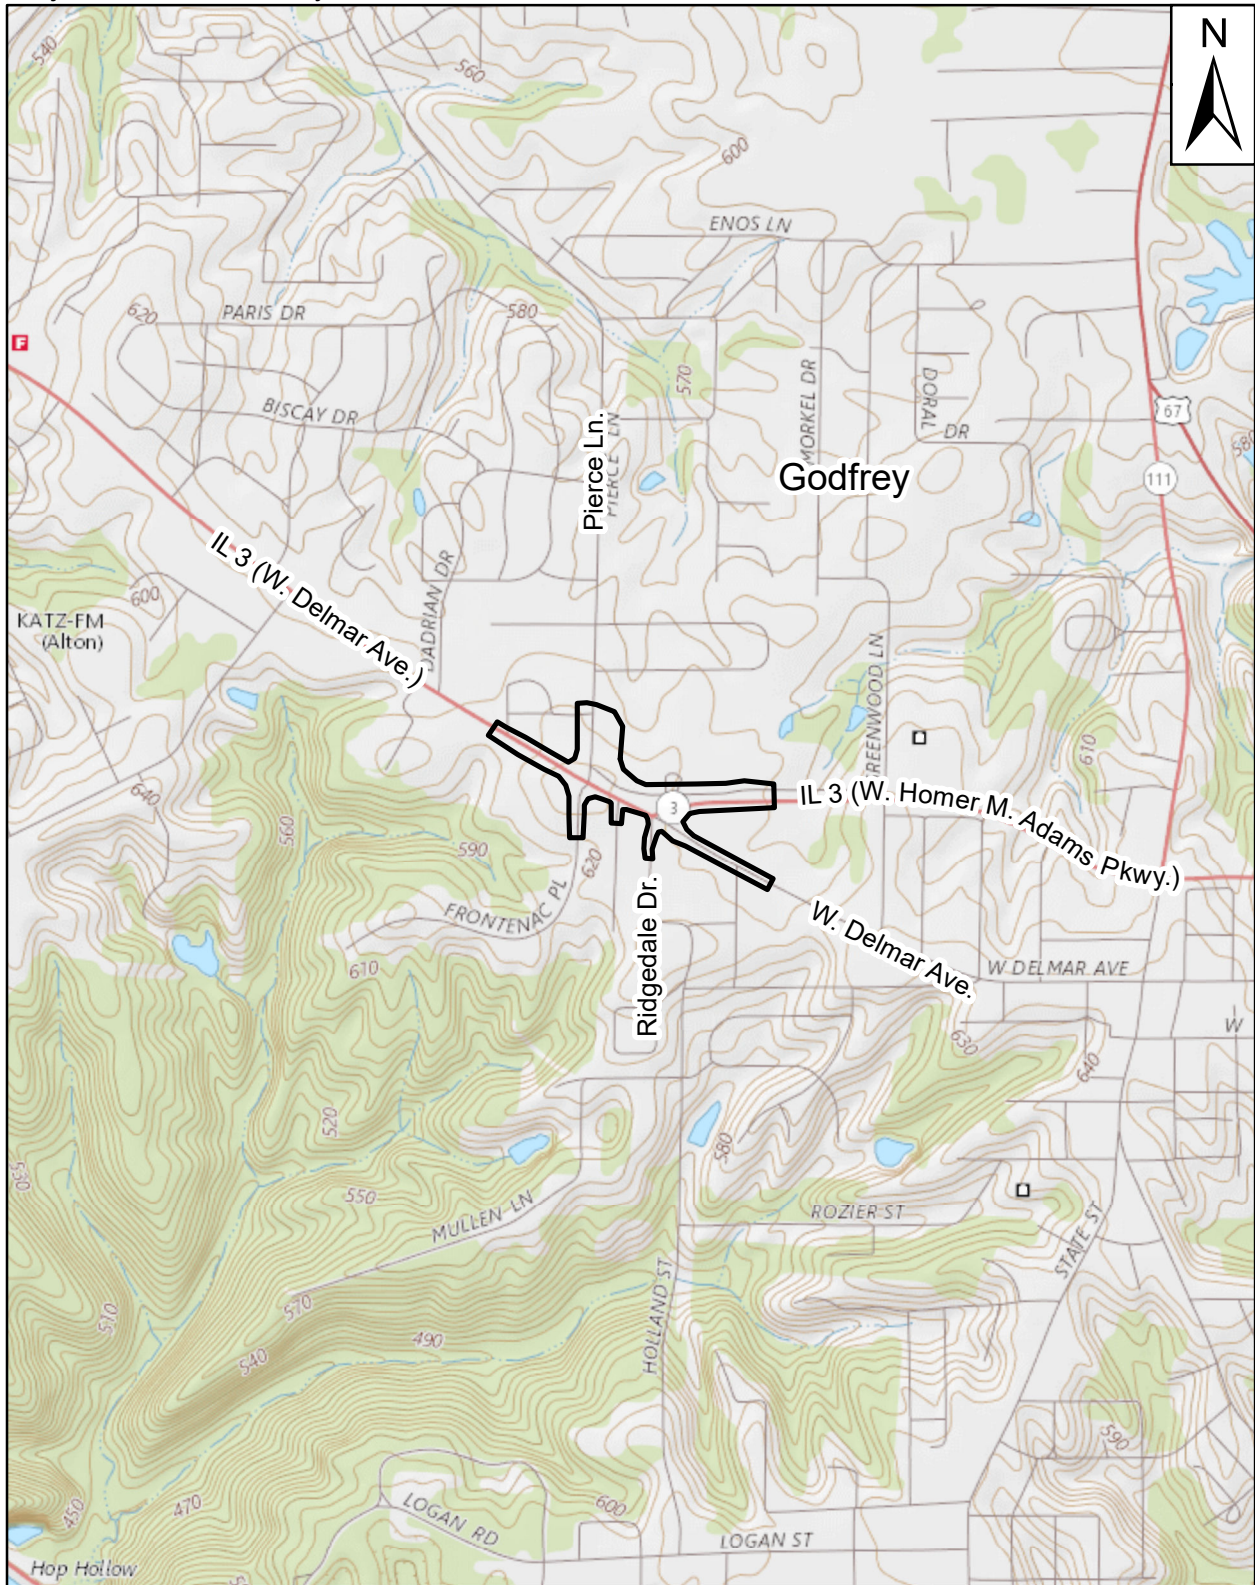 N
540
560
600
ENOS LN
620
PARIS DR
580
F
570
MORKEL DR
DORAL
DR
67
BISCAY DR
Pierce Ln.
PIERCE LN
Godfrey
111
580
IL 3 (W. Delmar Ave.)
ADRIAN DR
600
KATZ-FM
(Alton)
GREENWOOD LN
610
640
560
590
3
IL 3 (W. Homer M. Adams Pkwy.)
620
FRONTENAC PL
610
Ridgedale Dr.
W. Delmar Ave.
W DELMAR AVE
W
630
640
520
580
530
550
MULLEN LN
ROZIER ST
STATE ST
HOLLAND ST
510
570
490
540
590
450
470
LOGAN RD
600
LOGAN ST
Hop Hollow